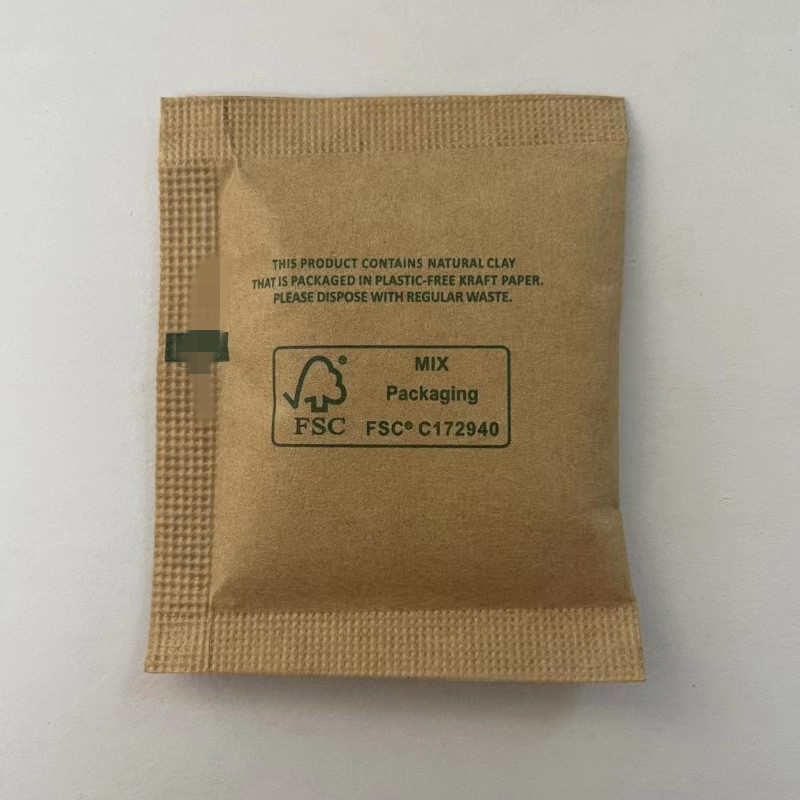 THIS PRODUCT CONTAINS NATURAL CLAY
THAT IS PACKAGED IN PLASTIC-FREE KRAFT PAPER.
PLEASE DISPOSE WITH REGULAR WASTE.
MIX
Packaging
FSC® C172940
®
FSC